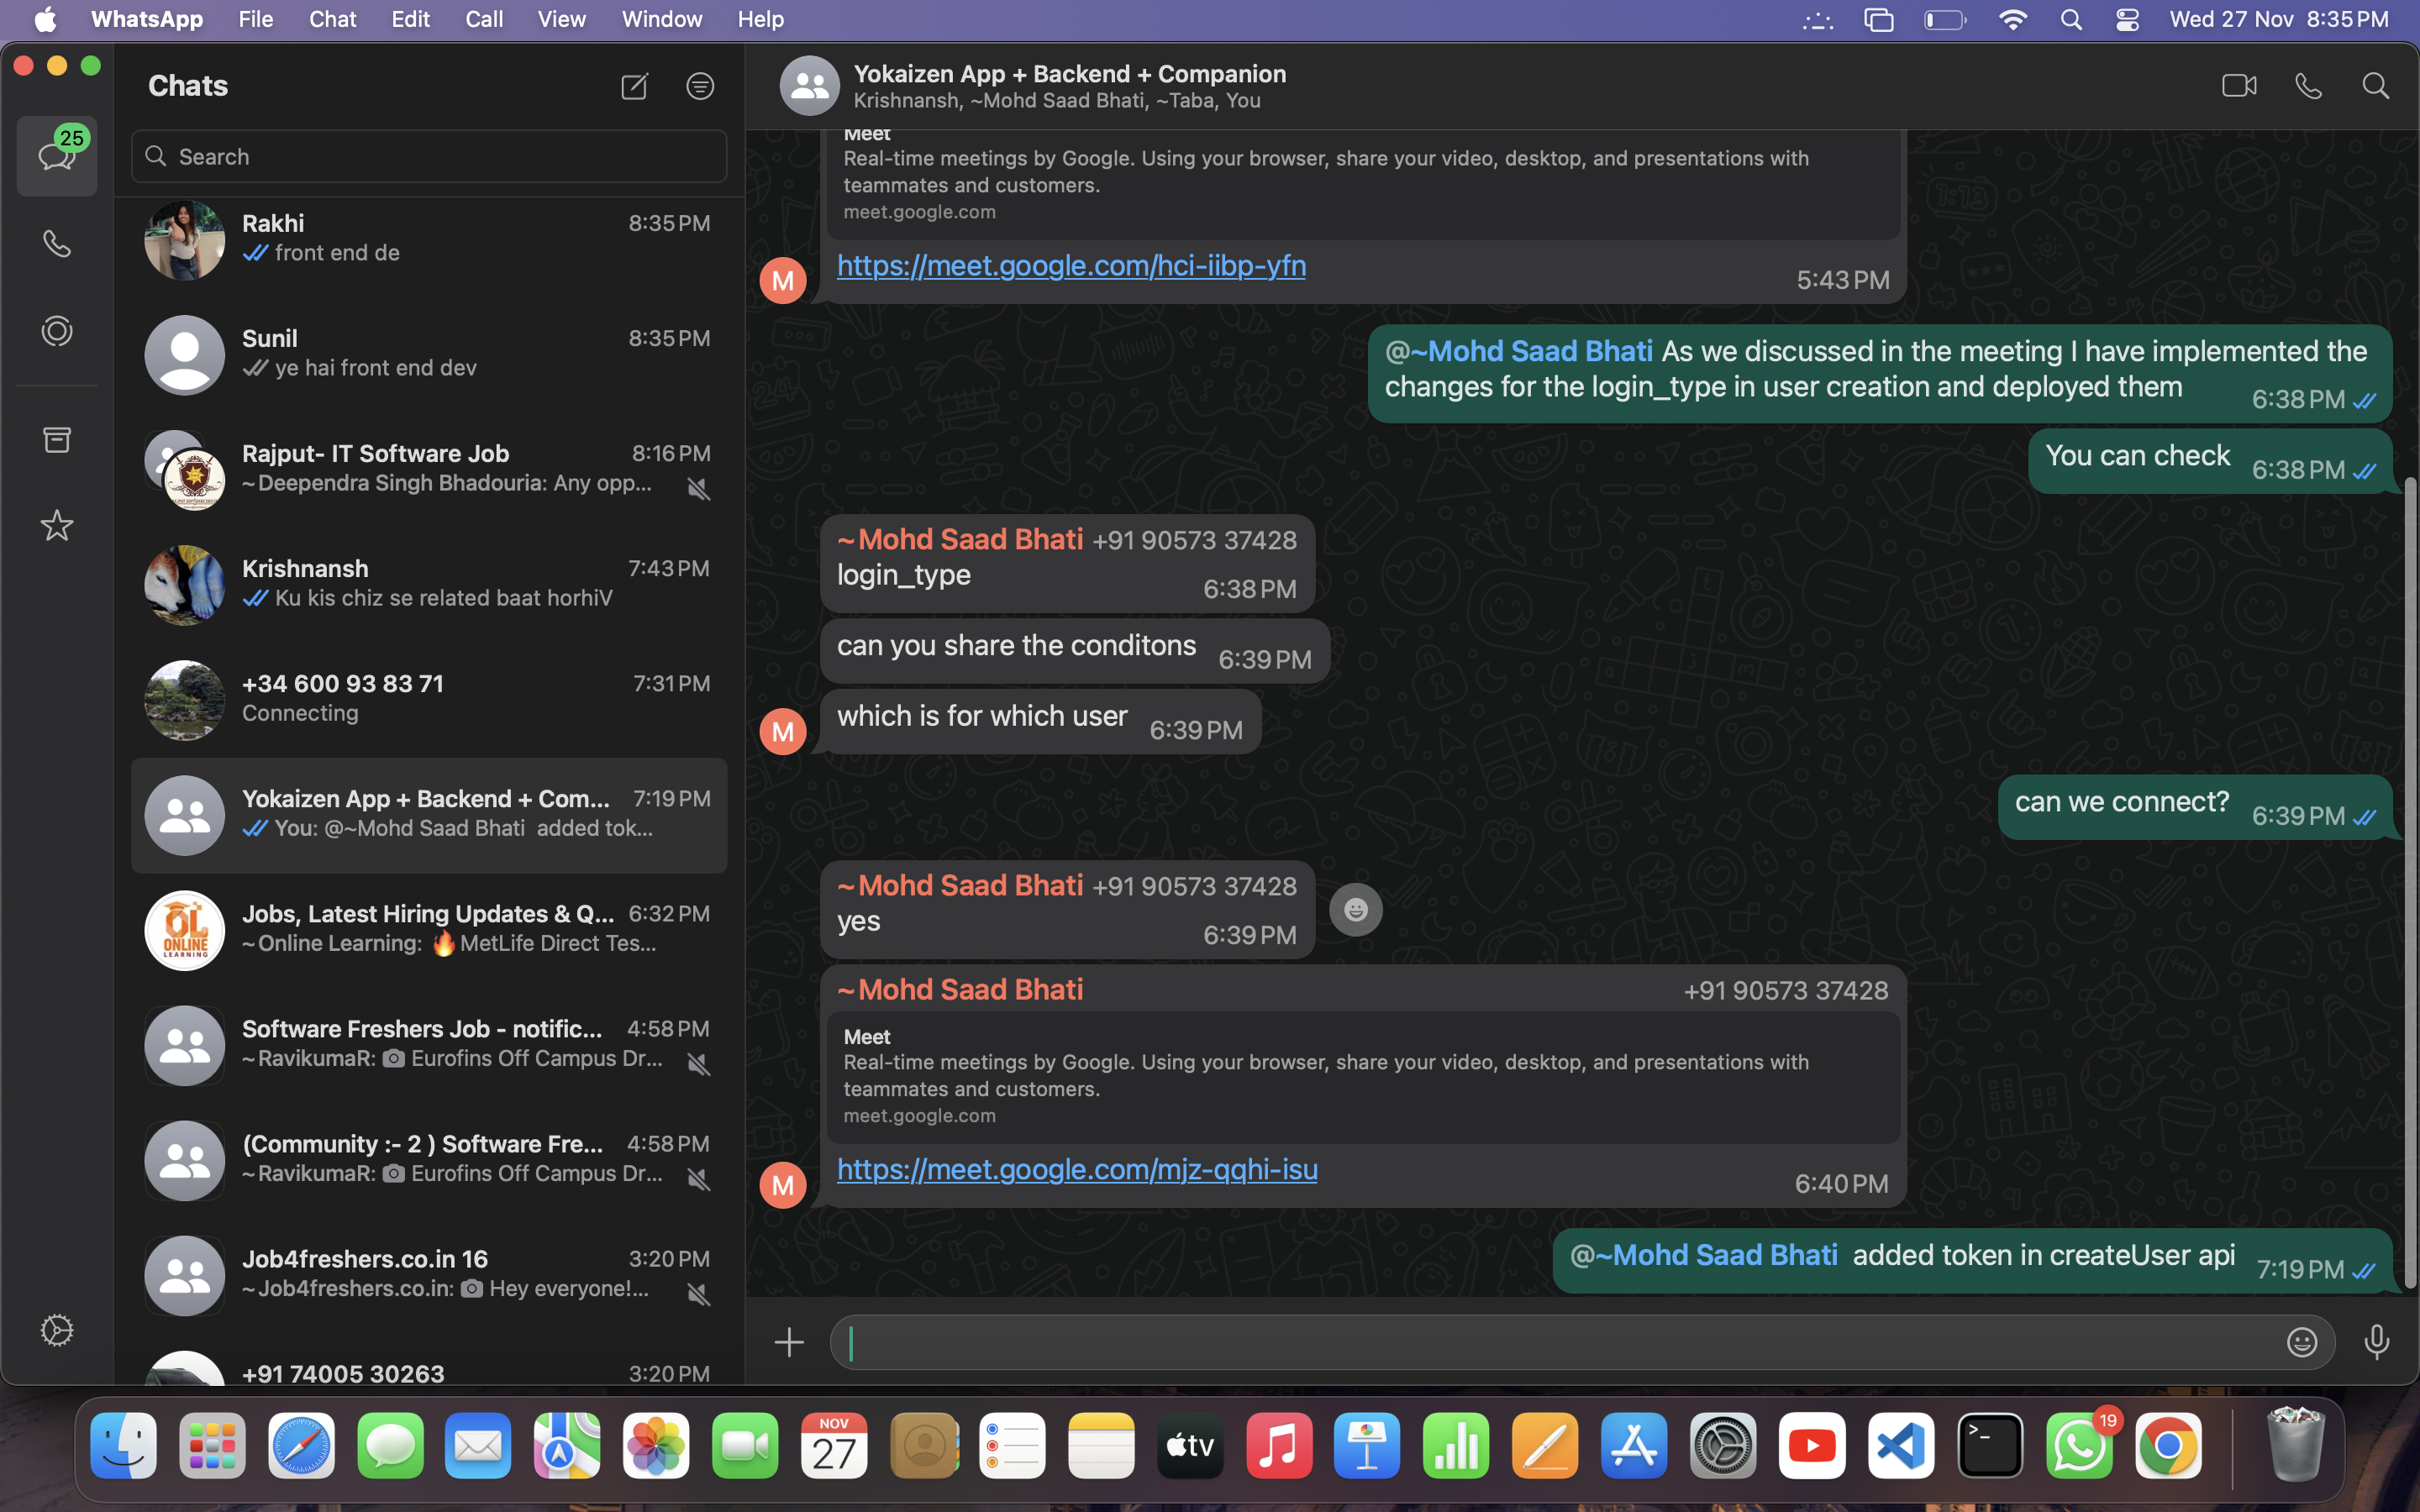 WhatsApp File Chat Edit Call View Window Help
Wed 27 Nov 8:35 PM
25
Chats
Search
Rakhi 8:35 PM
front end de
Sunil 8:35 PM
ye hai front end dev
Rajput- IT Software Job 8:16 PM
~Deependra Singh Bhadouria: Any opp...
Krishnansh 7:43 PM
Ku kis chiz se related baat horhiV
+34 600 93 83 71 7:31 PM
Connecting
Yokaizen App + Backend + Com... 7:19 PM
You: @~Mohd Saad Bhati added tok...
OL
ONLINE
LEARNING
Jobs, Latest Hiring Updates & Q... 6:32 PM
~Online Learning: 🔥MetLife Direct Tes...
Software Freshers Job - notific... 4:58 PM
~RavikumaR: 📷 Eurofins Off Campus Dr...
(Community :- 2 ) Software Fre... 4:58 PM
~RavikumaR: 📷 Eurofins Off Campus Dr...
Job4freshers.co.in 16 3:20 PM
~Job4freshers.co.in: 📷 Hey everyone!...
+91 74005 30263 3:20 PM
Yokaizen App + Backend + Companion
Krishnansh, ~Mohd Saad Bhati, ~Taba, You
Meet
Real-time meetings by Google. Using your browser, share your video, desktop, and presentations with
teammates and customers.
meet.google.com
https://meet.google.com/hci-iibp-yfn
M
5:43 PM
@~Mohd Saad Bhati As we discussed in the meeting I have implemented the
changes for the login_type in user creation and deployed them
6:38 PM
You can check 6:38 PM
~Mohd Saad Bhati +91 90573 37428
login_type
6:38 PM
can you share the conditons 6:39 PM
which is for which user 6:39 PM
M
can we connect? 6:39 PM
~Mohd Saad Bhati +91 90573 37428
yes
6:39 PM
~Mohd Saad Bhati +91 90573 37428
Meet
Real-time meetings by Google. Using your browser, share your video, desktop, and presentations with
teammates and customers.
meet.google.com
https://meet.google.com/mjz-qqhi-isu
M
6:40 PM
@~Mohd Saad Bhati added token in createUser api 7:19 PM
NOV
27
tv
>_
19